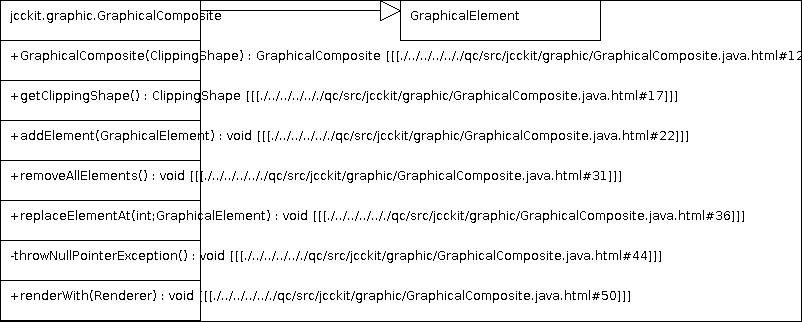 jcckit.graphic.GraphicalComposite
GraphicalElement
+GraphicalComposite(ClippingShape) : GraphicalComposite [[[./../../../../../qc/src/jcckit/graphic/GraphicalComposite.java.html#12
+getClippingShape() : ClippingShape [[[./../../../../../qc/src/jcckit/graphic/GraphicalComposite.java.html#17]]]
+addElement(GraphicalElement) : void [[[./../../../../../qc/src/jcckit/graphic/GraphicalComposite.java.html#22]]]
+removeAllElements() : void [[[./../../../../../qc/src/jcckit/graphic/GraphicalComposite.java.html#31]]]
+replaceElementAt(int;GraphicalElement) : void [[[./../../../../../qc/src/jcckit/graphic/GraphicalComposite.java.html#36]]]
-throwNullPointerException() : void [[[./../../../../../qc/src/jcckit/graphic/GraphicalComposite.java.html#44]]]
+renderWith(Renderer) : void [[[./../../../../../qc/src/jcckit/graphic/GraphicalComposite.java.html#50]]]